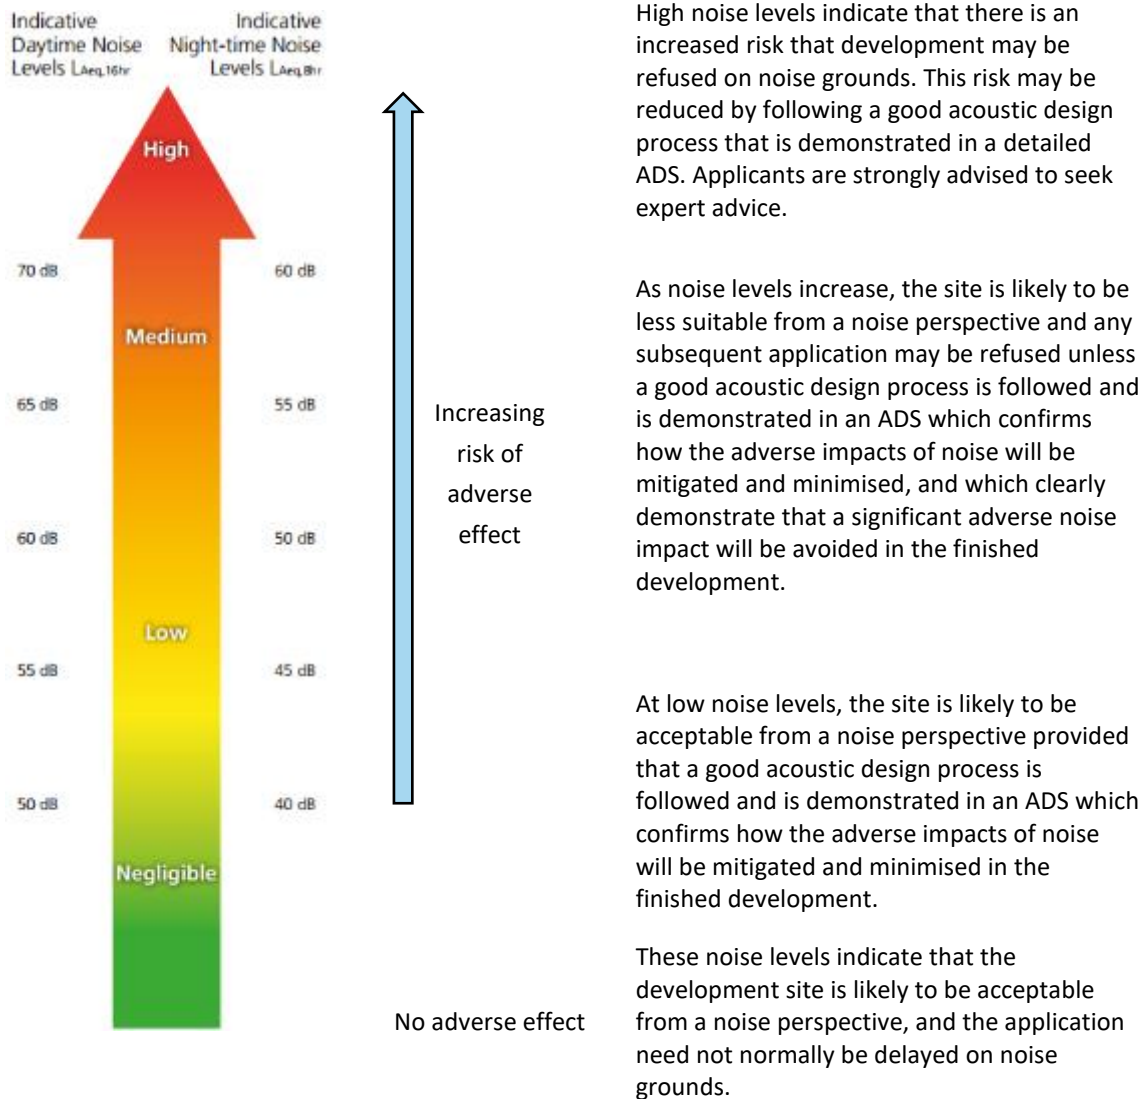 Indicative
Daytime Noise
Levels LAeq,16hr
Indicative
Night-time Noise
Levels LAeq,8hr
High
70 dB
60 dB
Medium
65 dB
55 dB
60 dB
50 dB
Low
55 dB
45 dB
50 dB
40 dB
Negligible
Increasing
risk of
adverse
effect
No adverse effect
High noise levels indicate that there is an
increased risk that development may be
refused on noise grounds. This risk may be
reduced by following a good acoustic design
process that is demonstrated in a detailed
ADS. Applicants are strongly advised to seek
expert advice.
As noise levels increase, the site is likely to be
less suitable from a noise perspective and any
subsequent application may be refused unless
a good acoustic design process is followed and
is demonstrated in an ADS which confirms
how the adverse impacts of noise will be
mitigated and minimised, and which clearly
demonstrate that a significant adverse noise
impact will be avoided in the finished
development.
At low noise levels, the site is likely to be
acceptable from a noise perspective provided
that a good acoustic design process is
followed and is demonstrated in an ADS which
confirms how the adverse impacts of noise
will be mitigated and minimised in the
finished development.
These noise levels indicate that the
development site is likely to be acceptable
from a noise perspective, and the application
need not normally be delayed on noise
grounds.